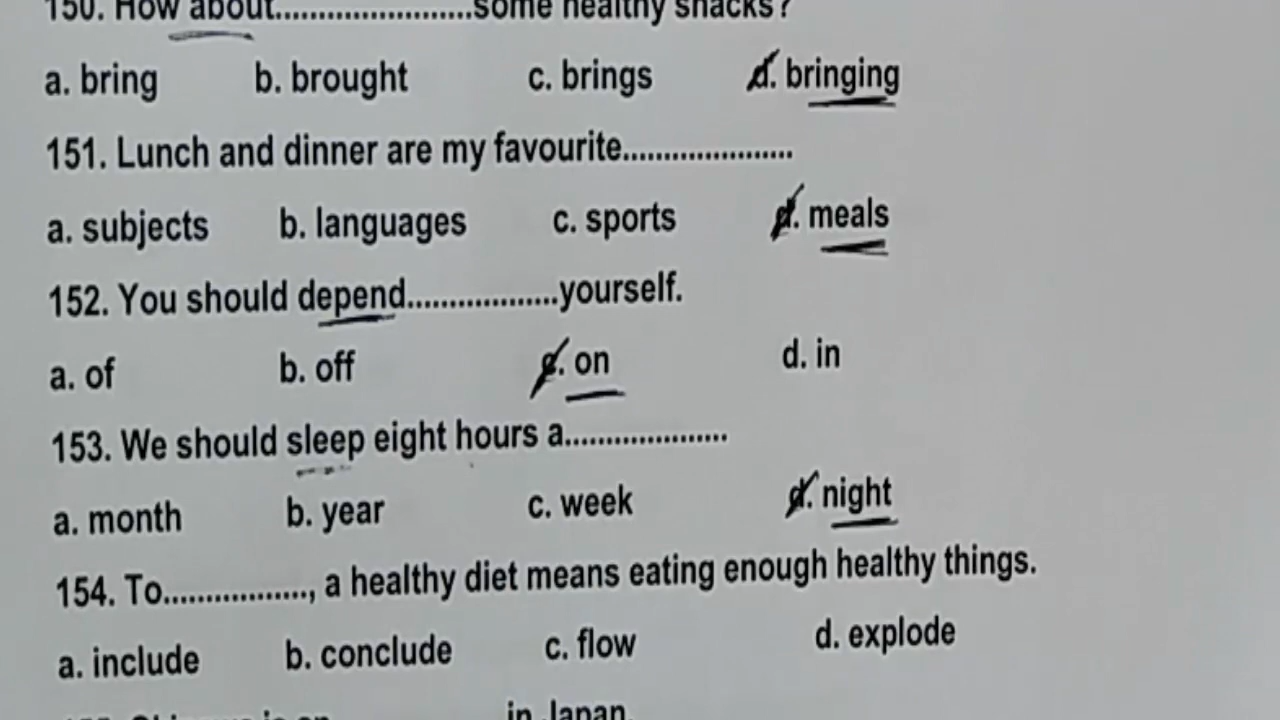 150. How about.......................some healthy snacks?
a. bring b. brought c. brings d. bringing
151. Lunch and dinner are my favourite.....................
a. subjects b. languages c. sports d. meals
152. You should depend..................yourself.
a. of b. off c. on d. in
153. We should sleep eight hours a....................
a. month b. year c. week d. night
154. To................., a healthy diet means eating enough healthy things.
a. include b. conclude c. flow d. explode
in Japan.